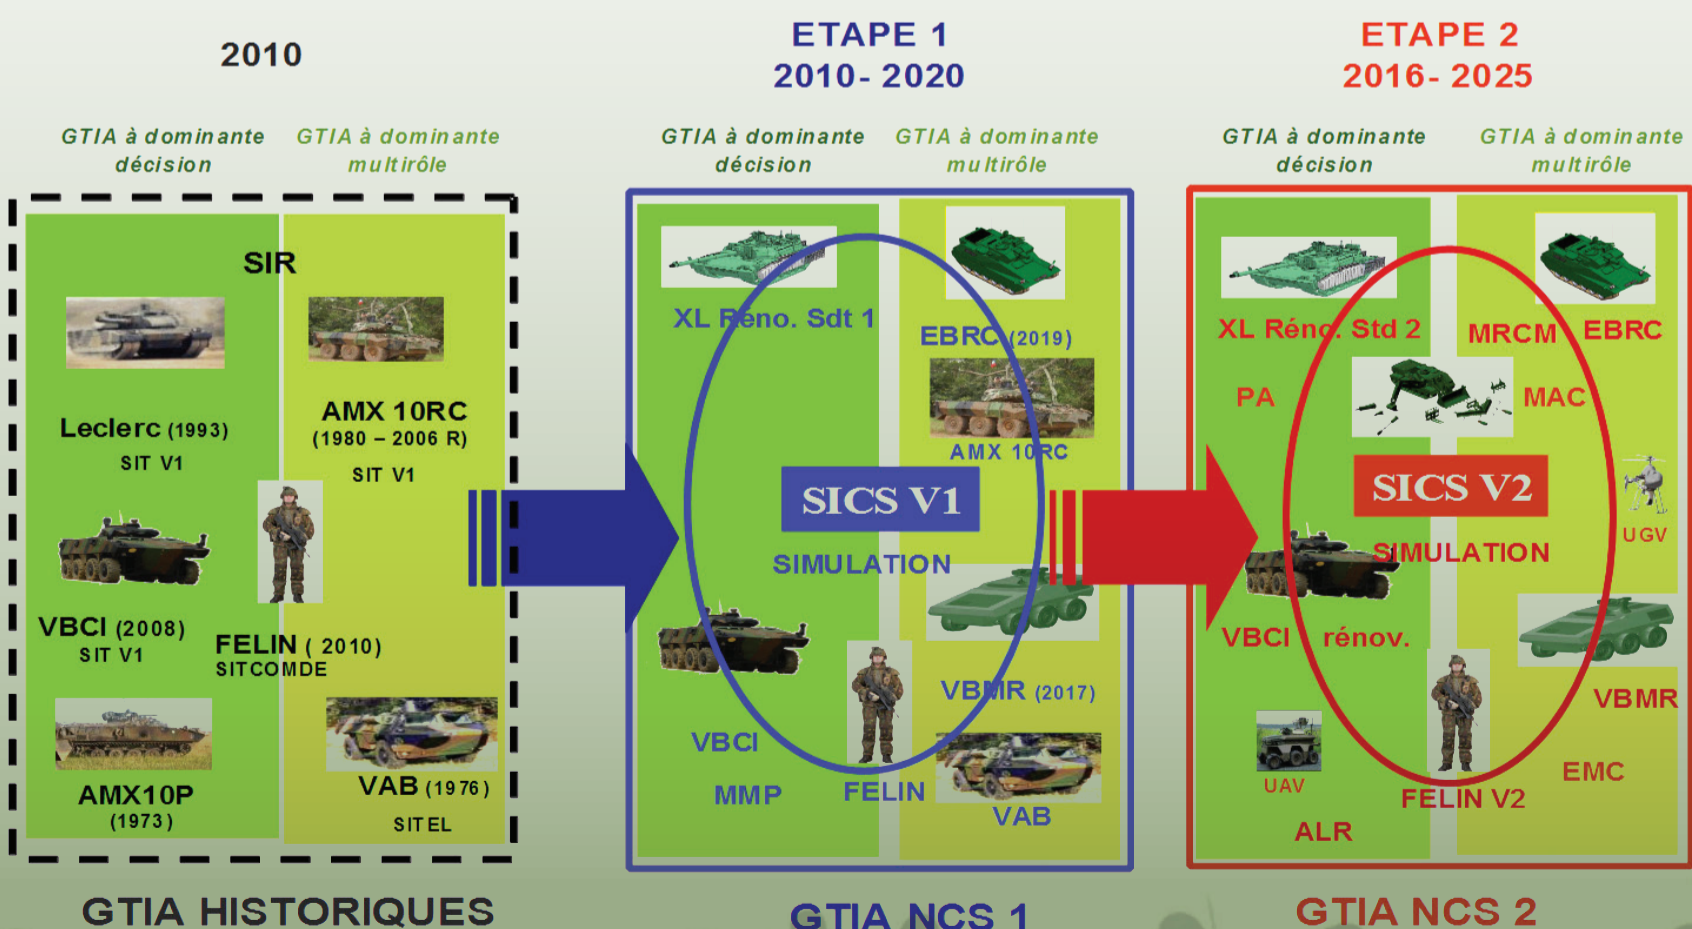 2010
GTIA à dominante
décision
GTIA à dominante
multirôle
SIR
Leclerc (1993)
SIT V1
AMX 10RC
(1980 – 2006 R)
SIT V1
VBCI (2008)
SIT V1
FELIN ( 2010)
SITCOMDE
AMX10P
(1973)
VAB (1976)
SITEL
GTIA HISTORIQUES
ETAPE 1
2010- 2020
GTIA à dominante
décision
GTIA à dominante
multirôle
XL Réno. Sdt 1
EBRC (2019)
AMX 10RC
SICS V1
SIMULATION
VBMR (2017)
VBCI
MMP
FELIN
VAB
GTIA NCS 1
ETAPE 2
2016- 2025
GTIA à dominante
décision
GTIA à dominante
multirôle
XL Réno. Std 2
MRCM
EBRC
PA
MAC
SICS V2
SIMULATION
UGV
VBCI rénov.
VBMR
UAV
EMC
FELIN V2
ALR
GTIA NCS 2